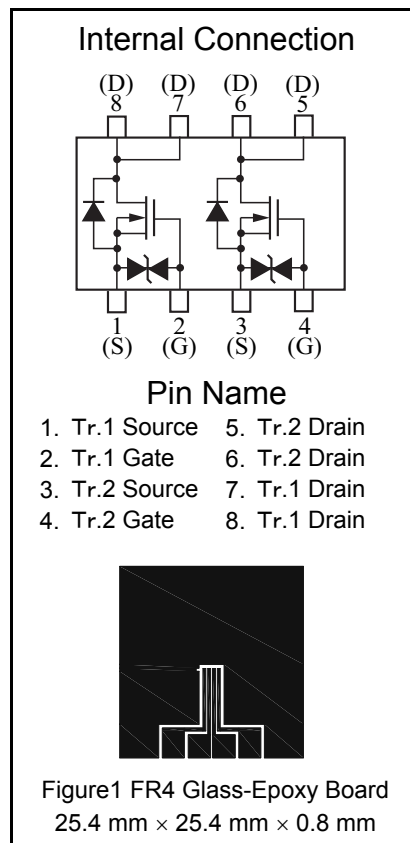 Internal Connection
(D) (D) (D) (D)
8 7 6 5
1 2 3 4
(S) (G) (S) (G)
Pin Name
1. Tr.1 Source 5. Tr.2 Drain
2. Tr.1 Gate 6. Tr.2 Drain
3. Tr.2 Source 7. Tr.1 Drain
4. Tr.2 Gate 8. Tr.1 Drain
Figure1 FR4 Glass-Epoxy Board
25.4 mm × 25.4 mm × 0.8 mm